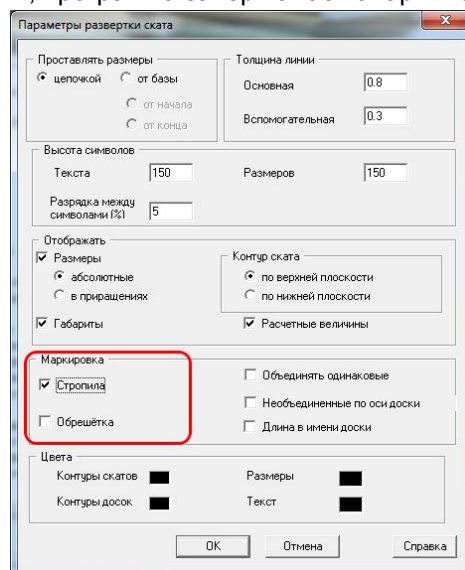 Параметры развертки ската
Проставлять размеры
цепочкой от базы
от начала
от конца
Толщина линии
Основная 0.8
Вспомогательная 0.3
Высота символов
Текста 150 Размеров 150
Разрядка между
символами (%) 5
Отображать
Размеры
абсолютные
в приращениях
Габариты
Контур ската
по верхней плоскости
по нижней плоскости
Расчетные величины
Маркировка
Стропила
Обрешётка
Объединять одинаковые
Необъединенные по оси доски
Длина в имени доски
Цвета
Контуры скатов Размеры
Контуры досок Текст
OK Отмена Справка